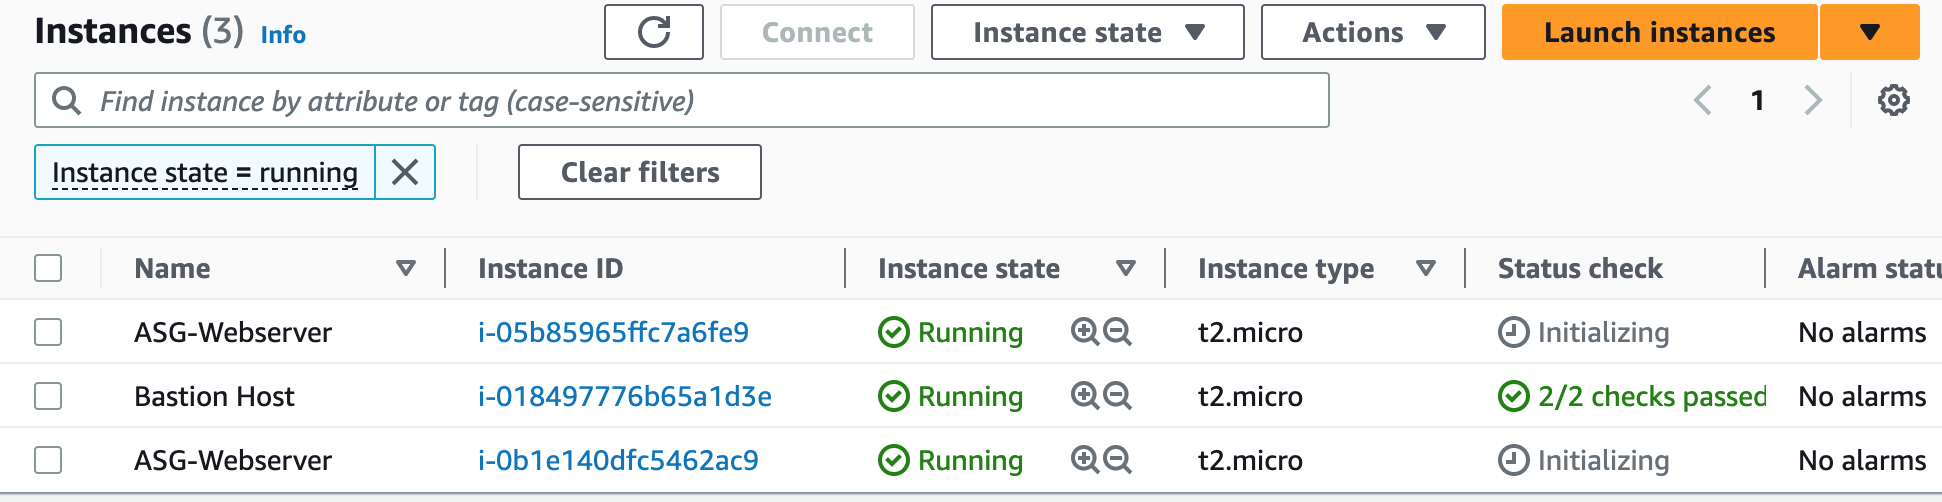 Instances (3) Info Connect Instance state Actions Launch instances
Find instance by attribute or tag (case-sensitive) 1
Instance state = running Clear filters
Name Instance ID Instance state Instance type Status check Alarm statu
ASG-Webserver i-05b85965ffc7a6fe9 Running t2.micro Initializing No alarms
Bastion Host i-018497776b65a1d3e Running t2.micro 2/2 checks passed No alarms
ASG-Webserver i-0b1e140dfc5462ac9 Running t2.micro Initializing No alarms